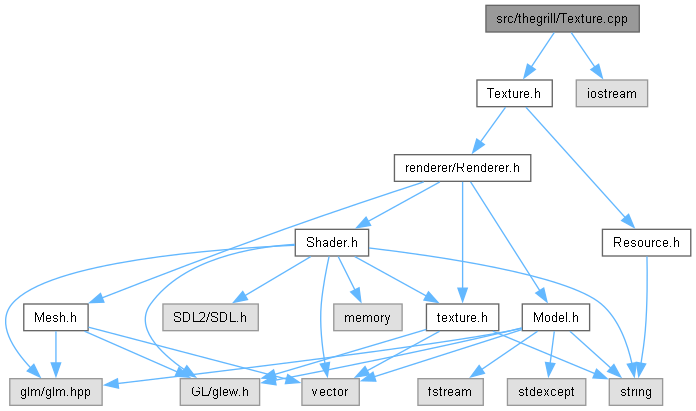 src/thegrill/Texture.cpp
Texture.h
iostream
renderer/Renderer.h
Shader.h
Resource.h
Mesh.h
SDL2/SDL.h
memory
texture.h
Model.h
glm/glm.hpp
GL/glew.h
vector
fstream
stdexcept
string